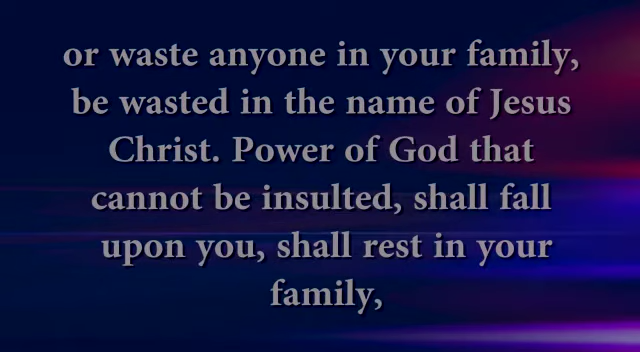 or waste anyone in your family,
be wasted in the name of Jesus
Christ. Power of God that
cannot be insulted, shall fall
upon you, shall rest in your
family,